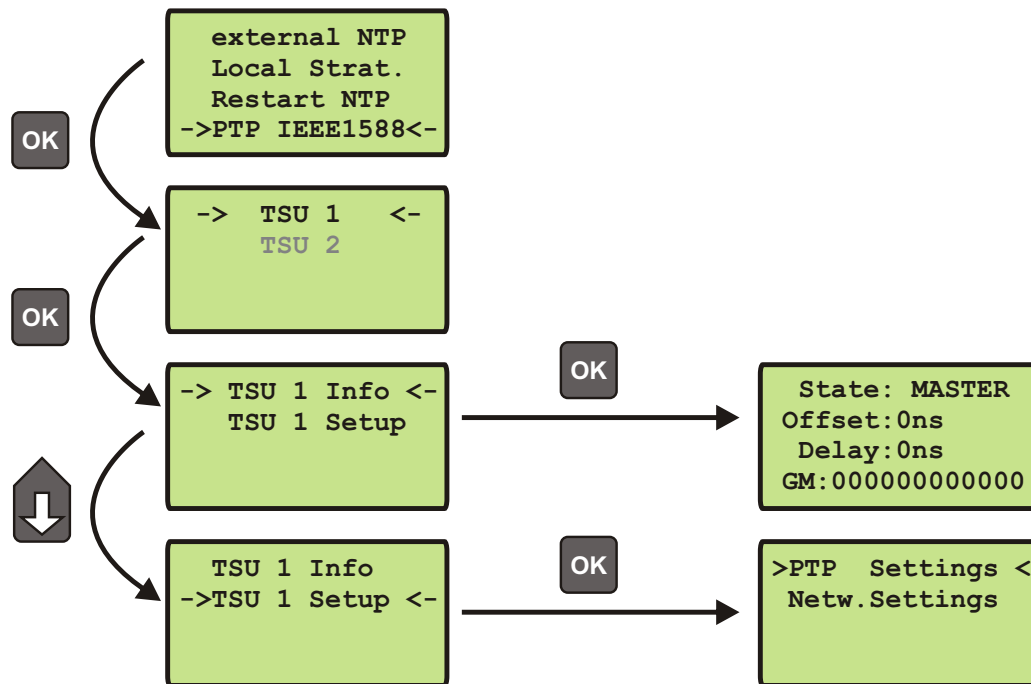 external NTP
Local Strat.
Restart NTP
->PTP IEEE1588<-
OK
-> TSU 1 <-
TSU 2
OK
-> TSU 1 Info <-
TSU 1 Setup
OK
State: MASTER
Offset:0ns
Delay:0ns
GM:000000000000
TSU 1 Info
->TSU 1 Setup <-
OK
>PTP Settings <
Netw.Settings